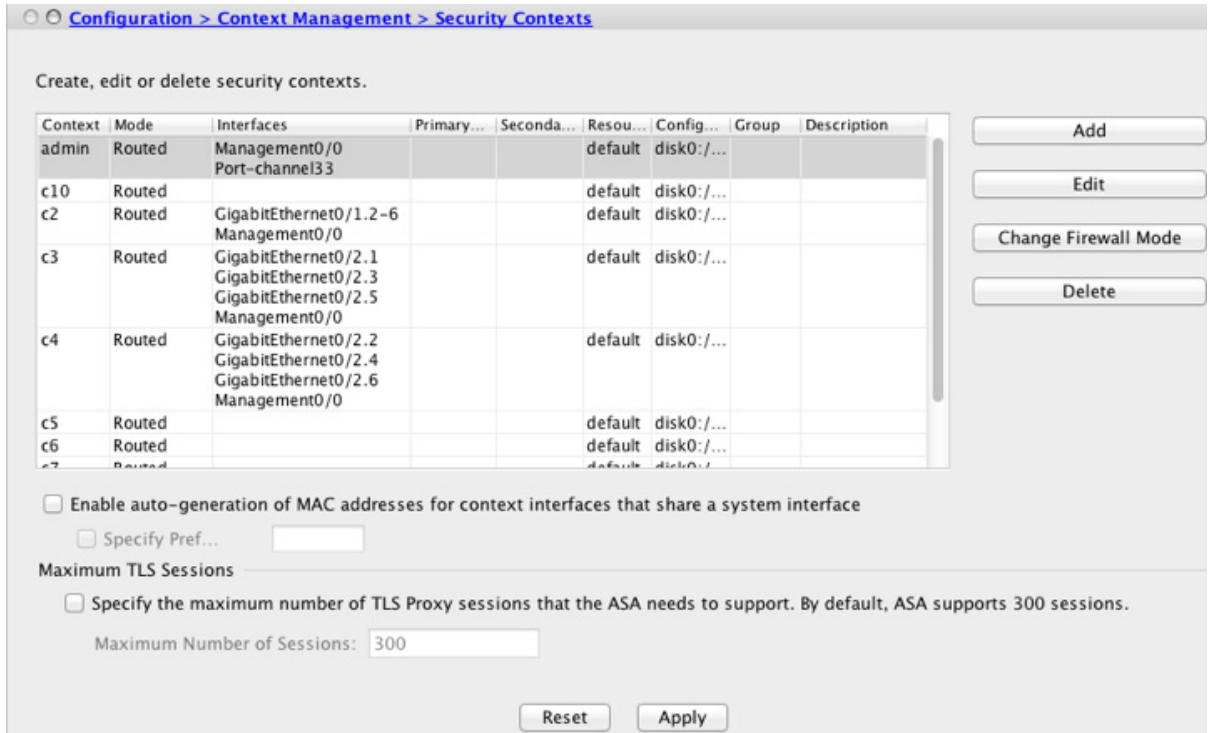 Configuration > Context Management > Security Contexts
Create, edit or delete security contexts.
Context Mode Interfaces Primary... Seconda... Resou... Config... Group Description
admin Routed Management0/0 default disk0:/...
Port-channel33
c10 Routed default disk0:/...
c2 Routed GigabitEthernet0/1.2-6 default disk0:/...
Management0/0
c3 Routed GigabitEthernet0/2.1 default disk0:/...
GigabitEthernet0/2.3
GigabitEthernet0/2.5
Management0/0
c4 Routed GigabitEthernet0/2.2 default disk0:/...
GigabitEthernet0/2.4
GigabitEthernet0/2.6
Management0/0
c5 Routed default disk0:/...
c6 Routed default disk0:/...
c7 Routed default disk0:/...
Add
Edit
Change Firewall Mode
Delete
Enable auto-generation of MAC addresses for context interfaces that share a system interface
Specify Pref...
Maximum TLS Sessions
Specify the maximum number of TLS Proxy sessions that the ASA needs to support. By default, ASA supports 300 sessions.
Maximum Number of Sessions: 300
Reset Apply